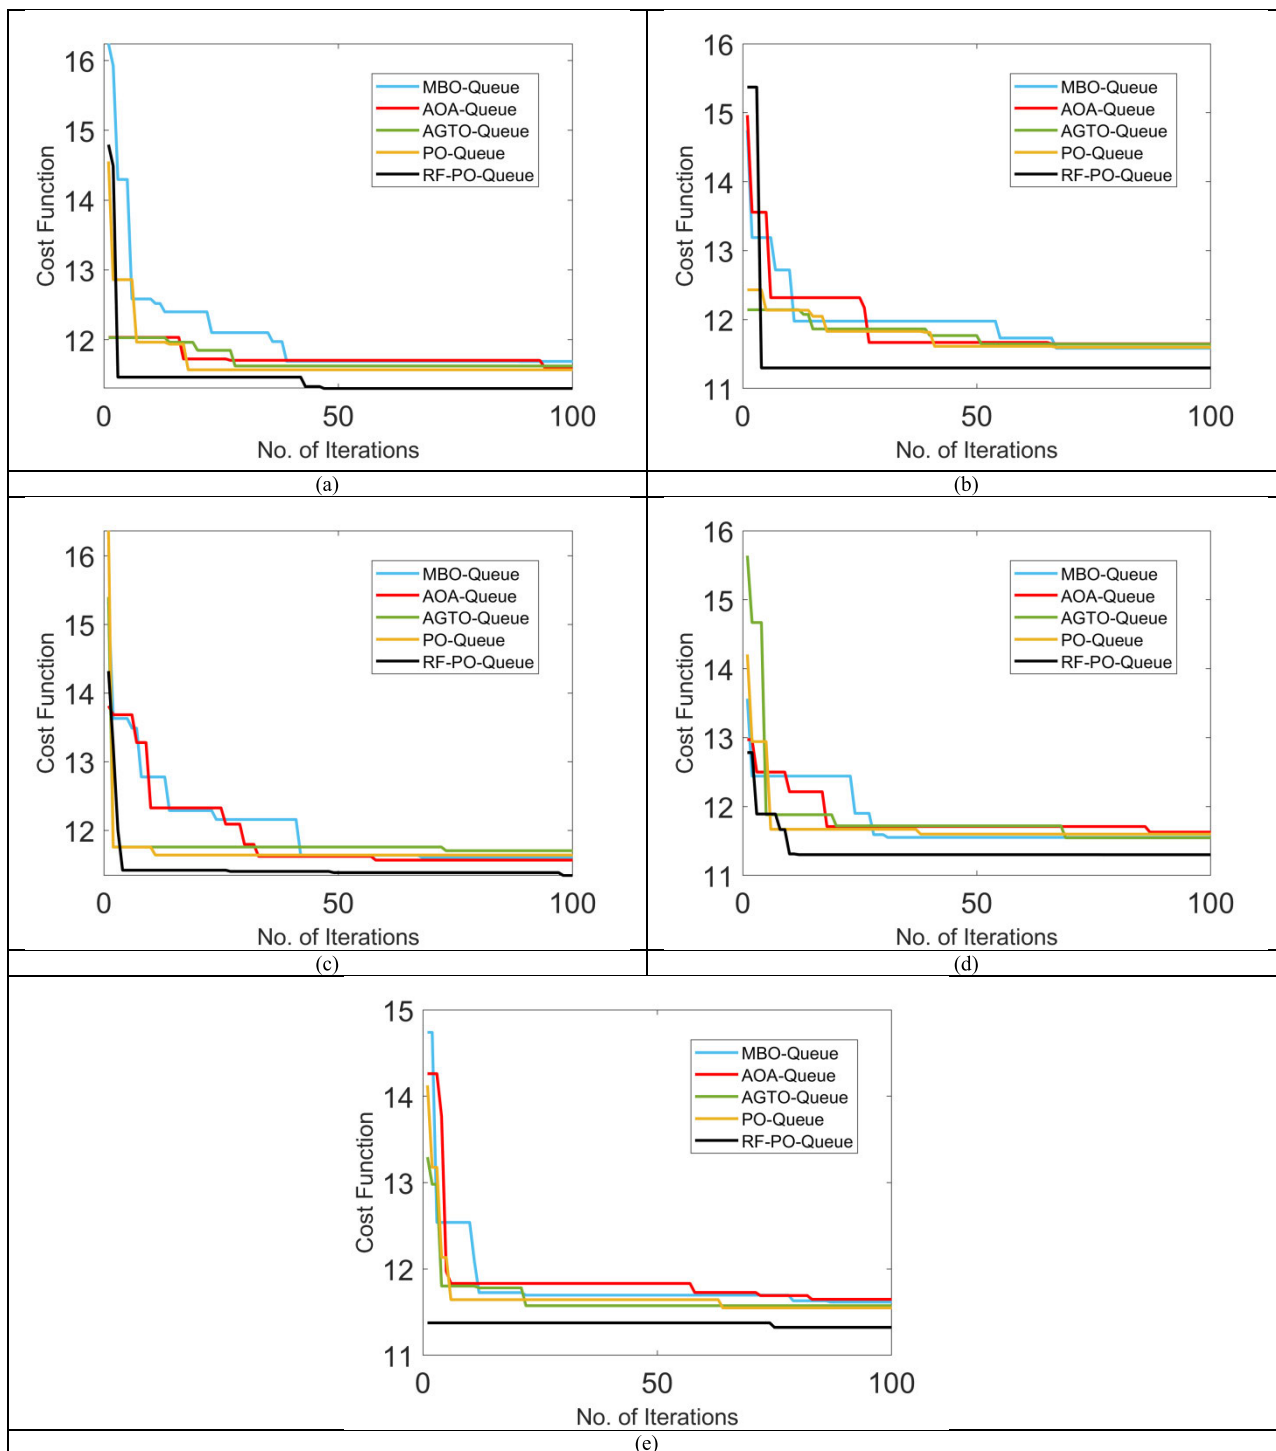 16
15
14
13
12
Cost Function
MBO-Queue
AOA-Queue
AGTO-Queue
PO-Queue
RF-PO-Queue
0
50
100
No. of Iterations
(a)
16
15
14
13
12
11
Cost Function
MBO-Queue
AOA-Queue
AGTO-Queue
PO-Queue
RF-PO-Queue
0
50
100
No. of Iterations
(b)
16
15
14
13
12
Cost Function
MBO-Queue
AOA-Queue
AGTO-Queue
PO-Queue
RF-PO-Queue
0
50
100
No. of Iterations
(c)
16
15
14
13
12
11
Cost Function
MBO-Queue
AOA-Queue
AGTO-Queue
PO-Queue
RF-PO-Queue
0
50
100
No. of Iterations
(d)
15
14
13
12
11
Cost Function
MBO-Queue
AOA-Queue
AGTO-Queue
PO-Queue
RF-PO-Queue
0
50
100
No. of Iterations
(e)